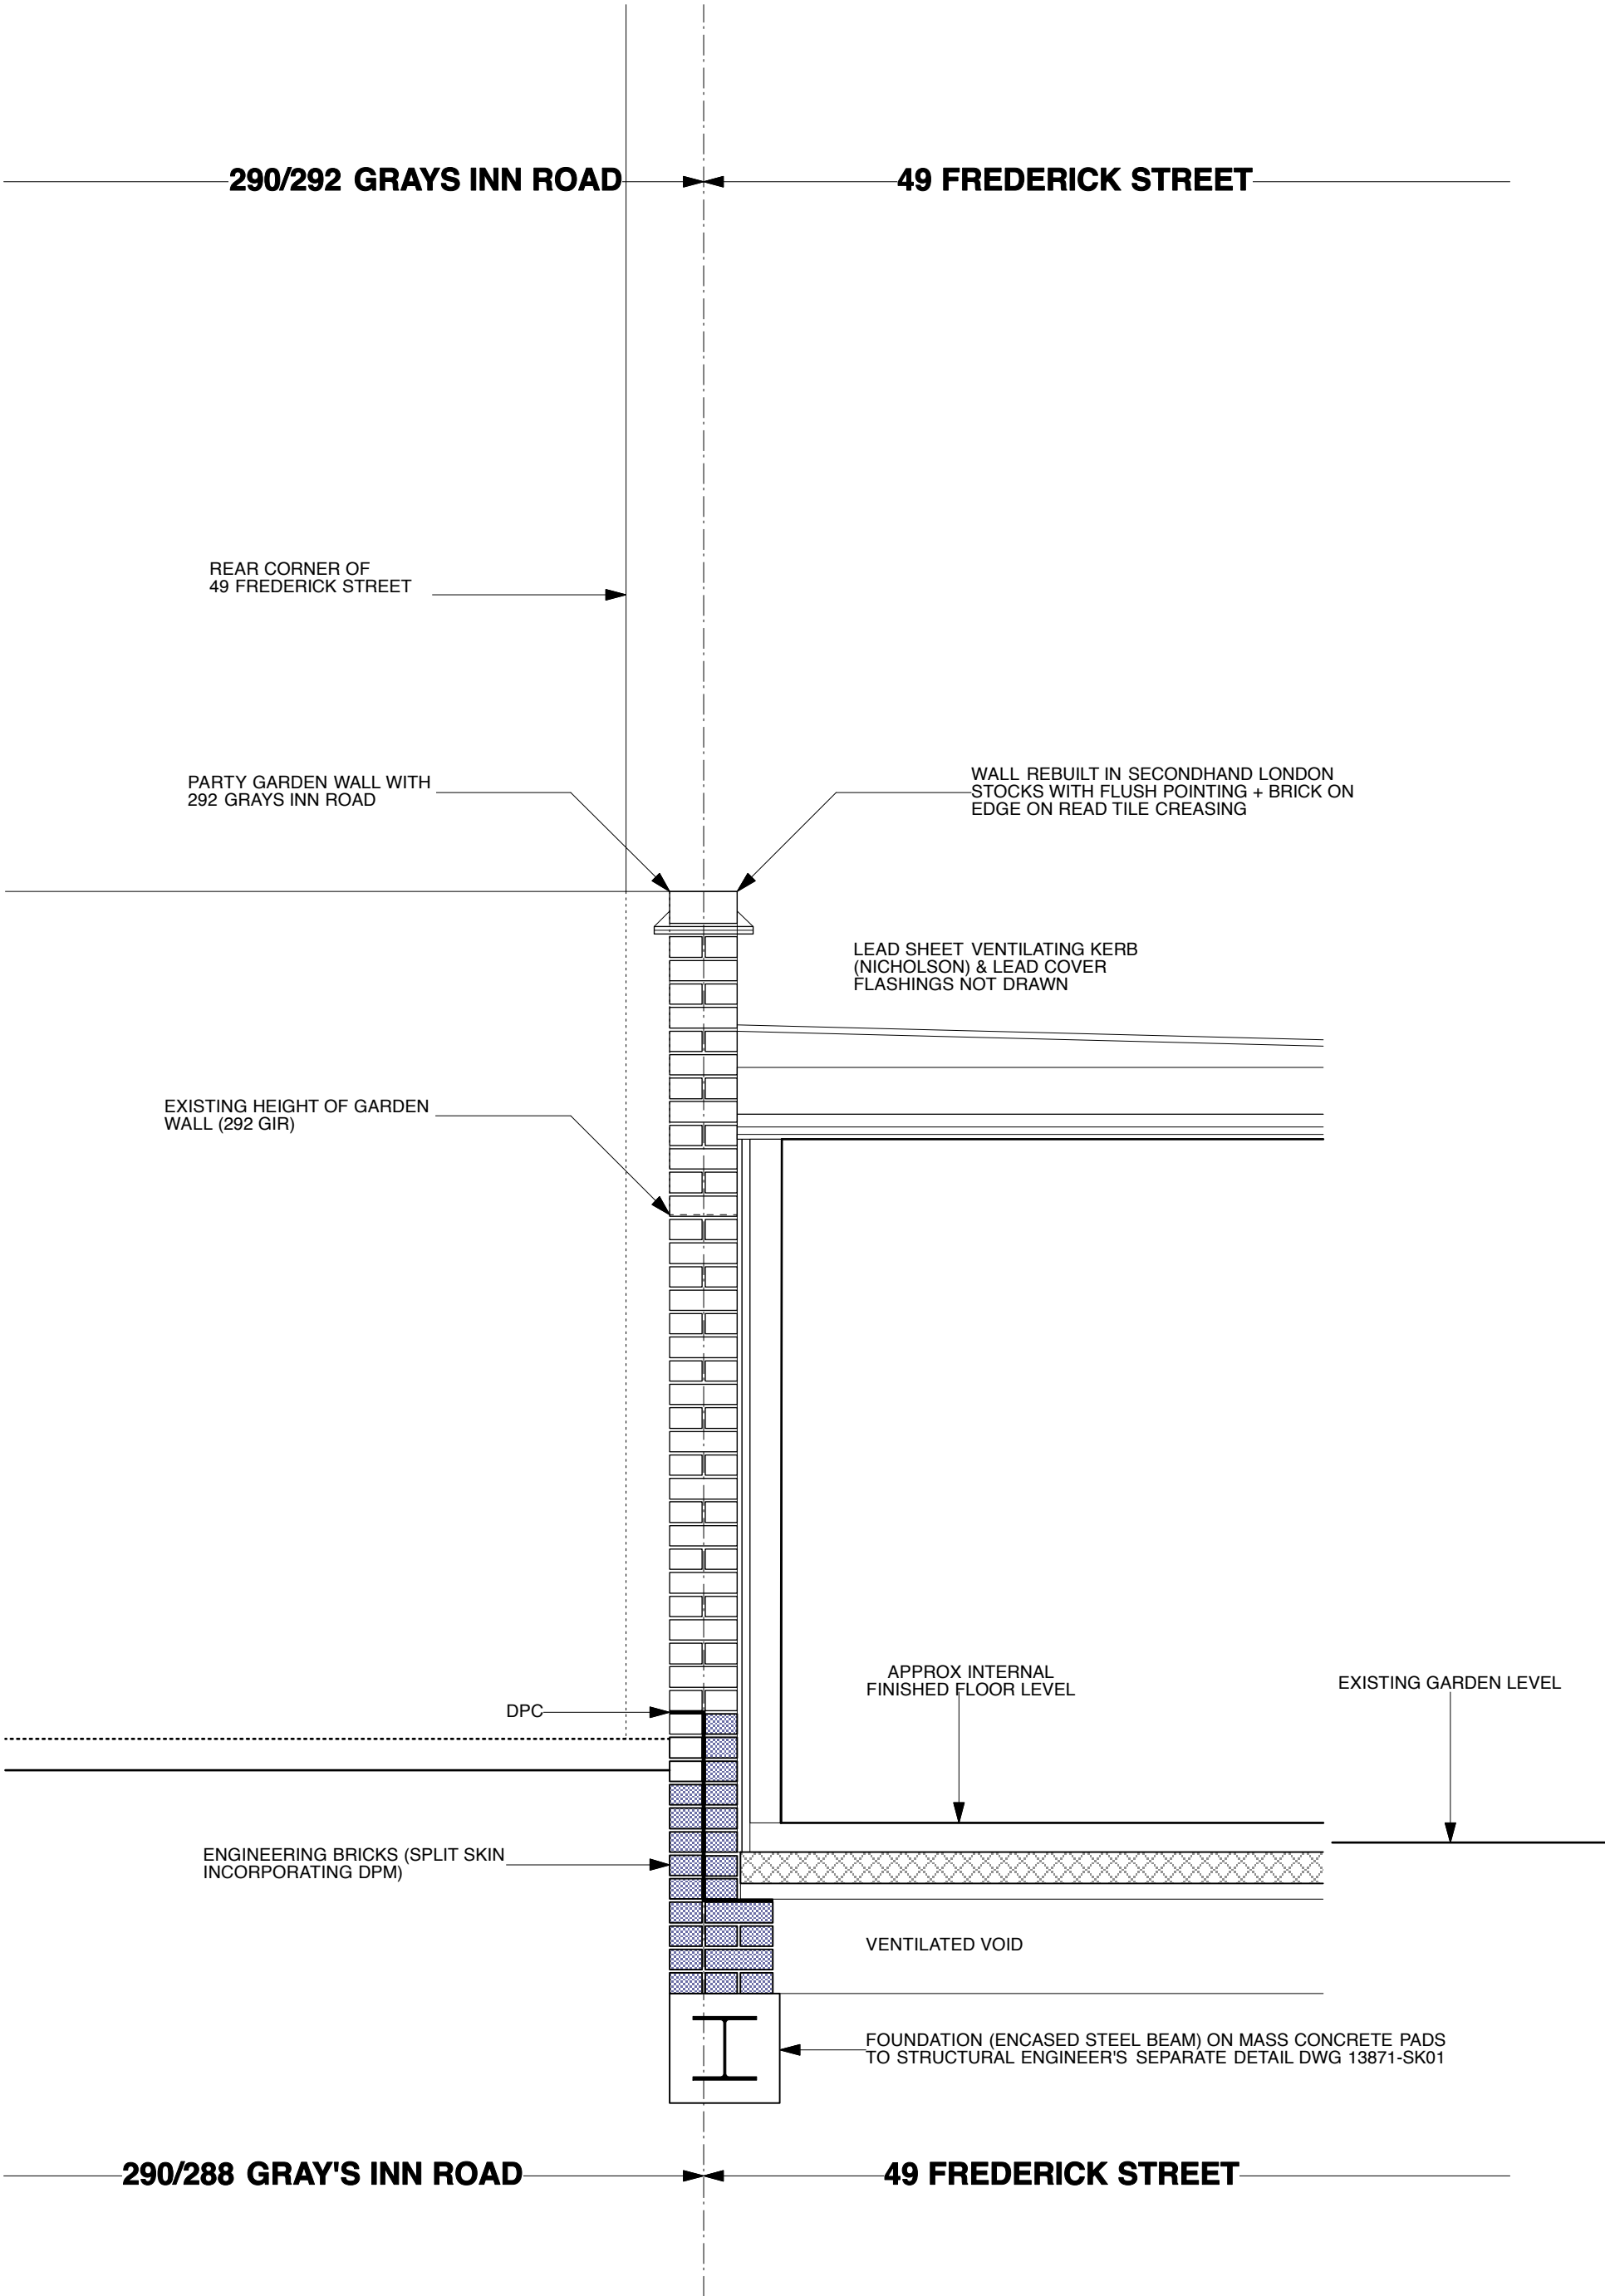 290/292 GRAYS INN ROAD
49 FREDERICK STREET
REAR CORNER OF
49 FREDERICK STREET
PARTY GARDEN WALL WITH
292 GRAYS INN ROAD
WALL REBUILT IN SECONDHAND LONDON
STOCKS WITH FLUSH POINTING + BRICK ON
EDGE ON READ TILE CREASING
LEAD SHEET VENTILATING KERB
(NICHOLSON) & LEAD COVER
FLASHINGS NOT DRAWN
EXISTING HEIGHT OF GARDEN
WALL (292 GIR)
APPROX INTERNAL
FINISHED FLOOR LEVEL
EXISTING GARDEN LEVEL
DPC
ENGINEERING BRICKS (SPLIT SKIN
INCORPORATING DPM)
VENTILATED VOID
FOUNDATION (ENCASED STEEL BEAM) ON MASS CONCRETE PADS
TO STRUCTURAL ENGINEER'S SEPARATE DETAIL DWG 13871-SK01
290/288 GRAY'S INN ROAD
49 FREDERICK STREET